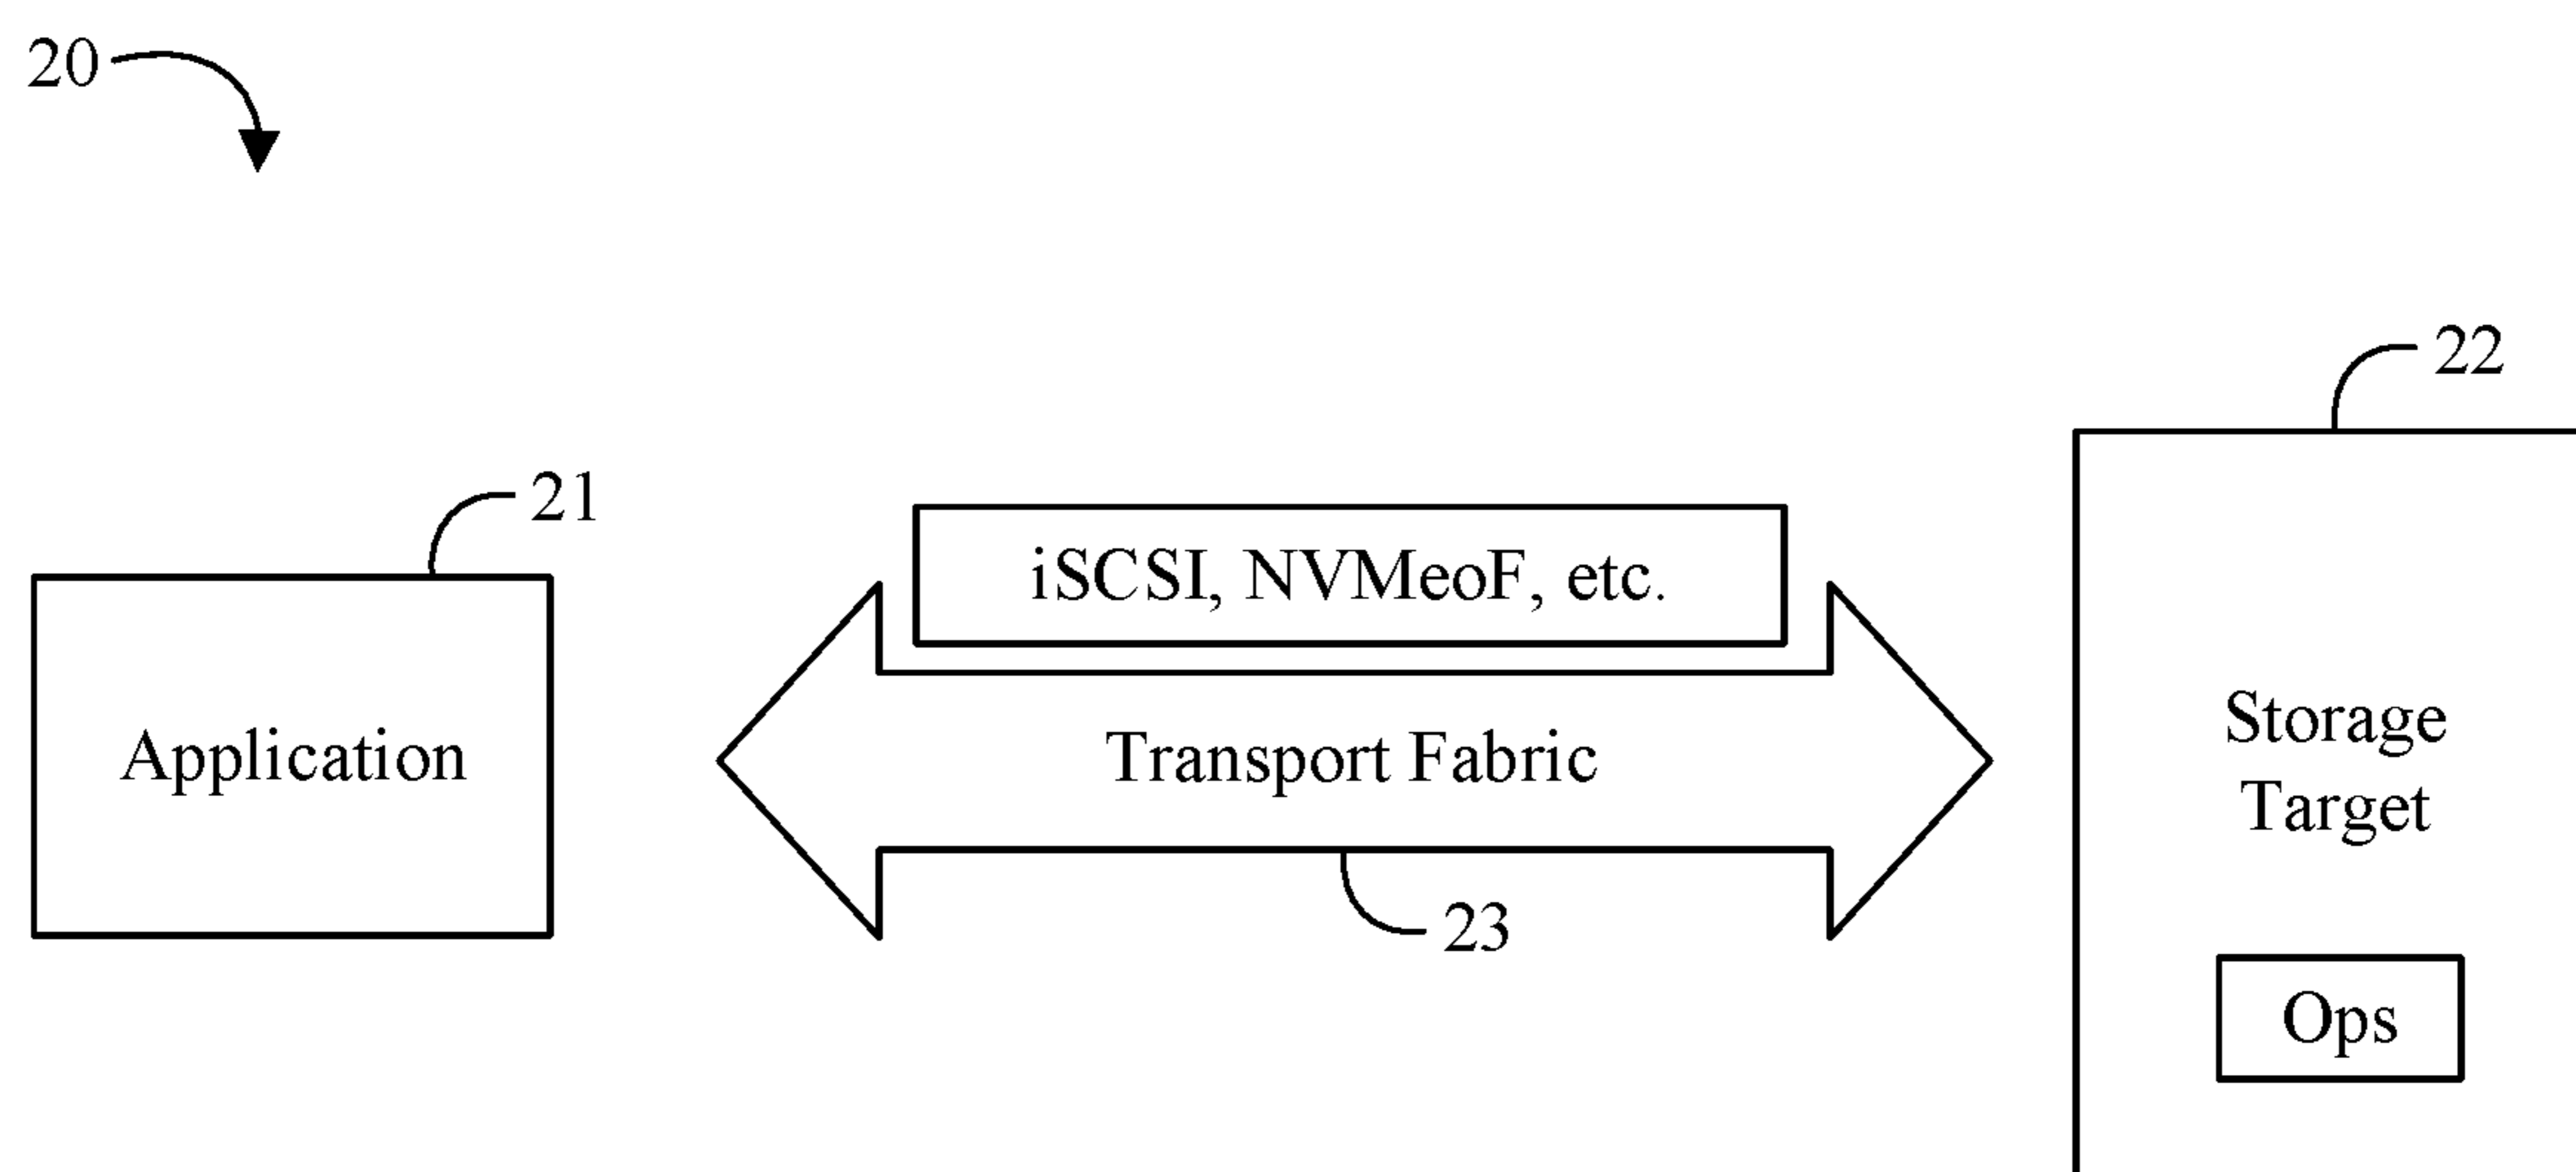 20
22
21
iSCSI, NVMeoF, etc.
Application
Transport Fabric
Storage
Target
23
Ops